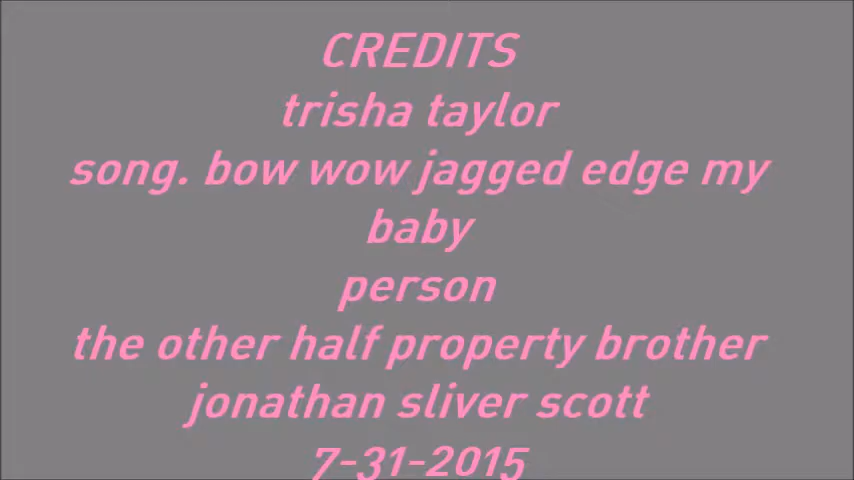 CREDITS
trisha taylor
song. bow wow jagged edge my
baby
person
the other half property brother
jonathan sliver scott
7-31-2015